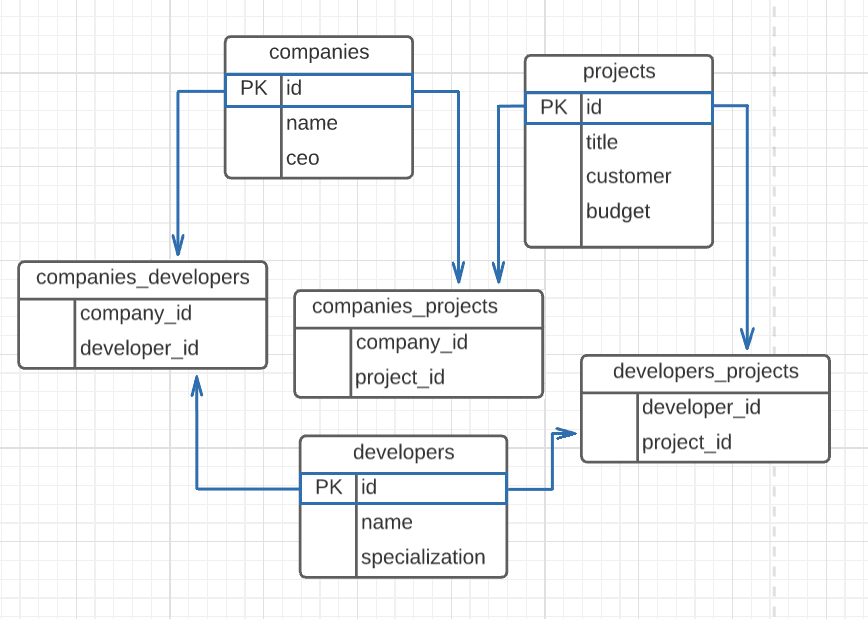 companies
PK id
name
ceo
projects
PK id
title
customer
budget
companies_developers
company_id
developer_id
companies_projects
company_id
project_id
developers_projects
developer_id
project_id
developers
PK id
name
specialization